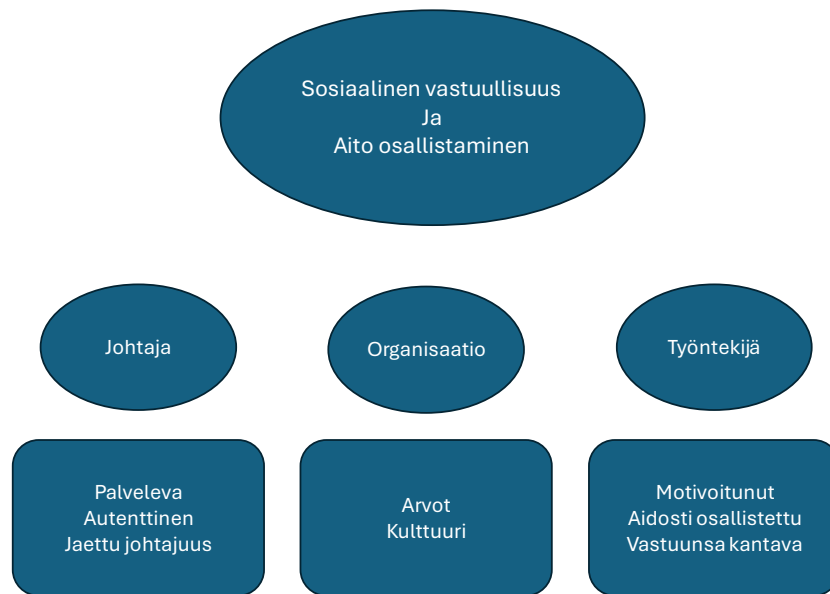 Sosiaalinen vastuullisuus
Ja
Aito osallistaminen
Johtaja
Organisaatio
Työntekijä
Palveleva
Autenttinen
Jaettu johtajuus
Arvot
Kulttuuri
Motivoitunut
Aidosti osallistettu
Vastuunsa kantava